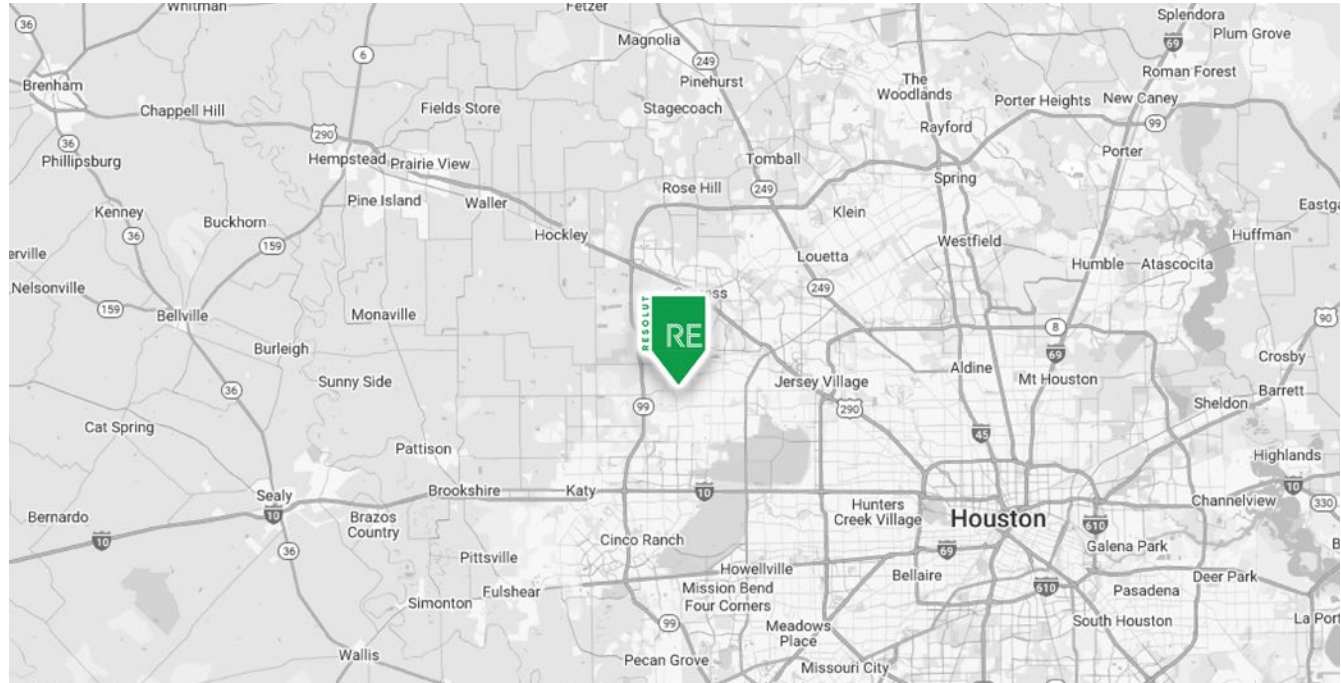 Whitman
Fetzer
Splendora
36
Magnolia
69
Plum Grove
6
249
Pinehurst
The
Woodlands
Roman Forest
Brenham
Chappell Hill
Fields Store
Stagecoach
Porter Heights
New Caney
99
36
290
Rayford
Phillipsburg
Hempstead
Prairie View
Tomball
Porter
249
Spring
Rose Hill
Pine Island
Waller
Kenney
Buckhorn
Klein
Eastga
36
Hockley
Westfield
Huffman
159
Louetta
Humble
Atascocita
erville
Nelsonville
249
159
Bellville
Monaville
RESOLUT
RE
8
90
Burleigh
69
Crosby
Sunny Side
Jersey Village
Aldine
Mt Houston
Barrett
36
99
290
Sheldon
Cat Spring
45
Pattison
Highlands
Sealy
Brookshire
Katy
10
10
Channelview
330
Bernardo
10
Brazos
Country
Hunters
Creek Village
Houston
610
10
36
Cinco Ranch
69
Galena Park
Pittsville
Howellville
Bellaire
Deer Park
Fulshear
Mission Bend
610
Pasadena
Simonton
Four Corners
99
Meadows
Place
South Houston
La Port
Wallis
Pecan Grove
Missouri City